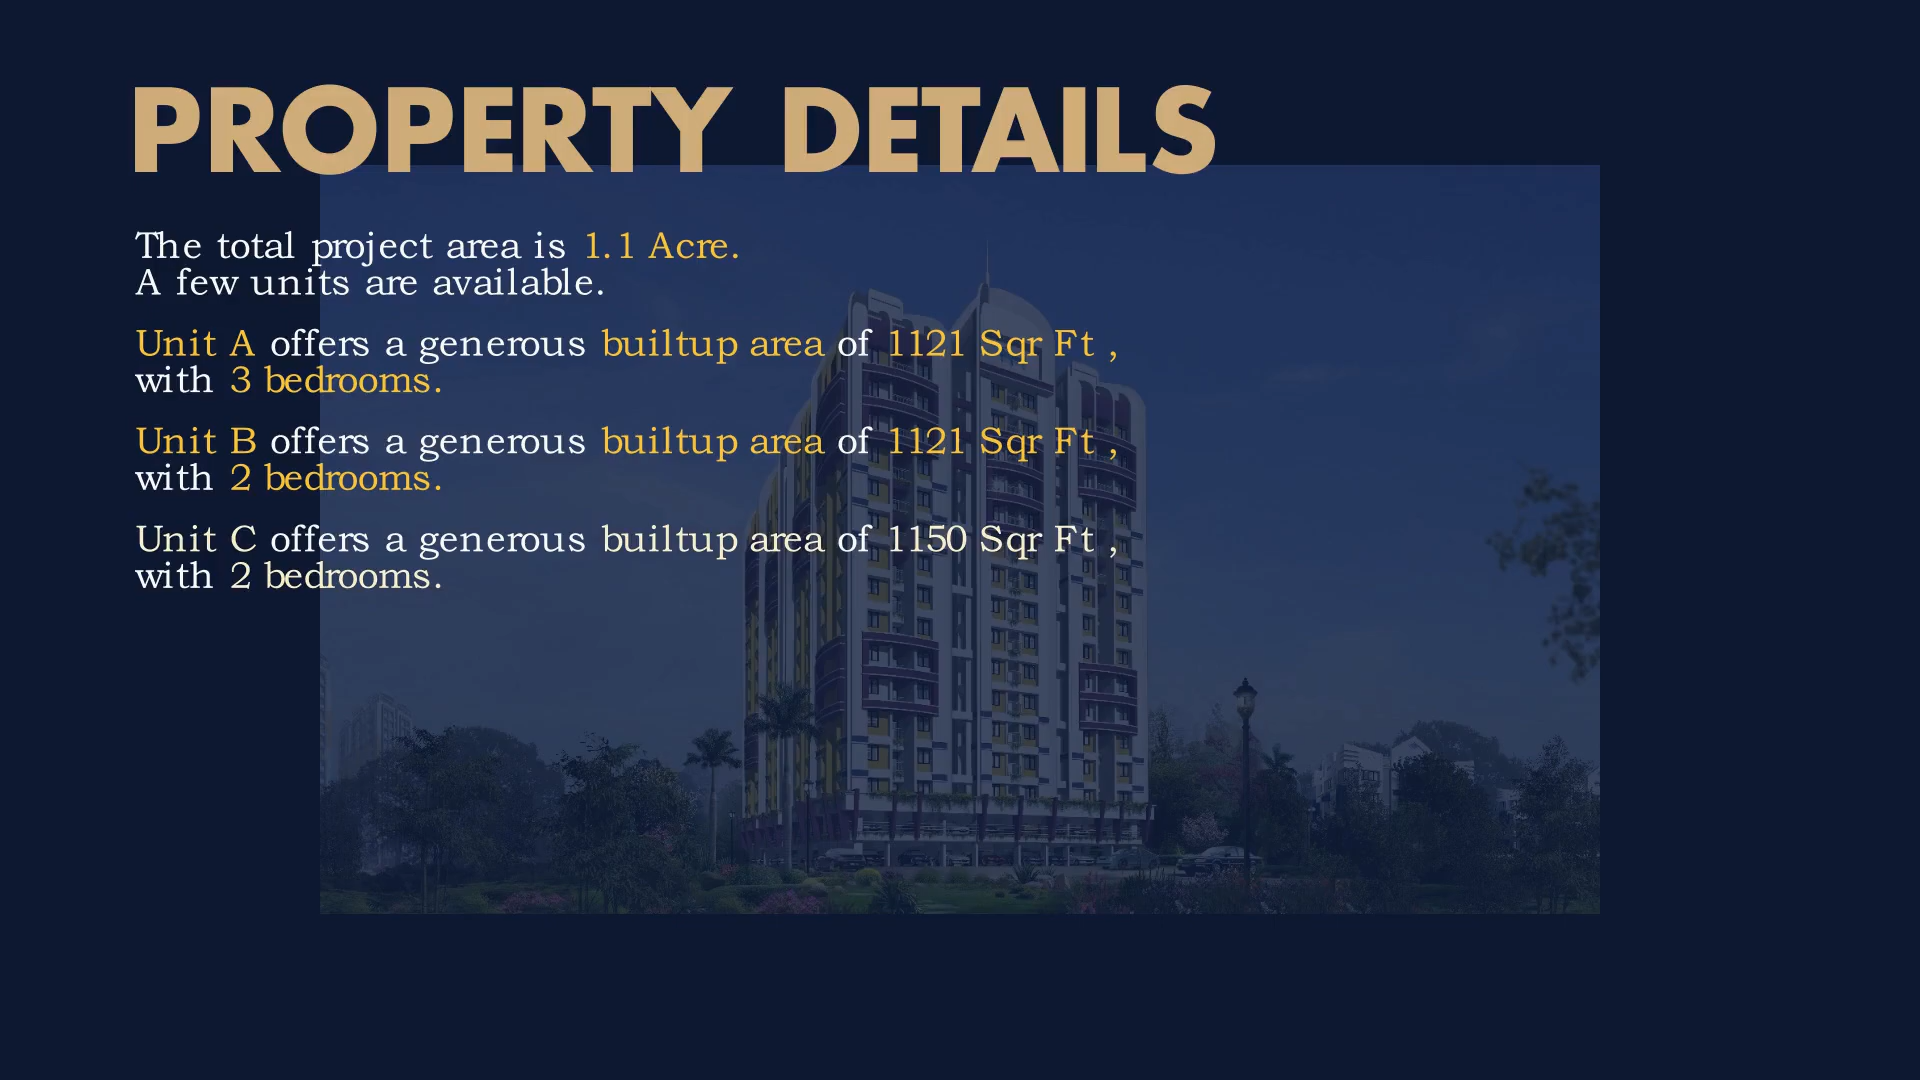 PROPERTY DETAILS
The total project area is 1.1 Acre.
A few units are available.
Unit A offers a generous builtup area of 1121 Sqr Ft ,
with 3 bedrooms.
Unit B offers a generous builtup area of 1121 Sqr Ft ,
with 2 bedrooms.
Unit C offers a generous builtup area of 1150 Sqr Ft ,
with 2 bedrooms.